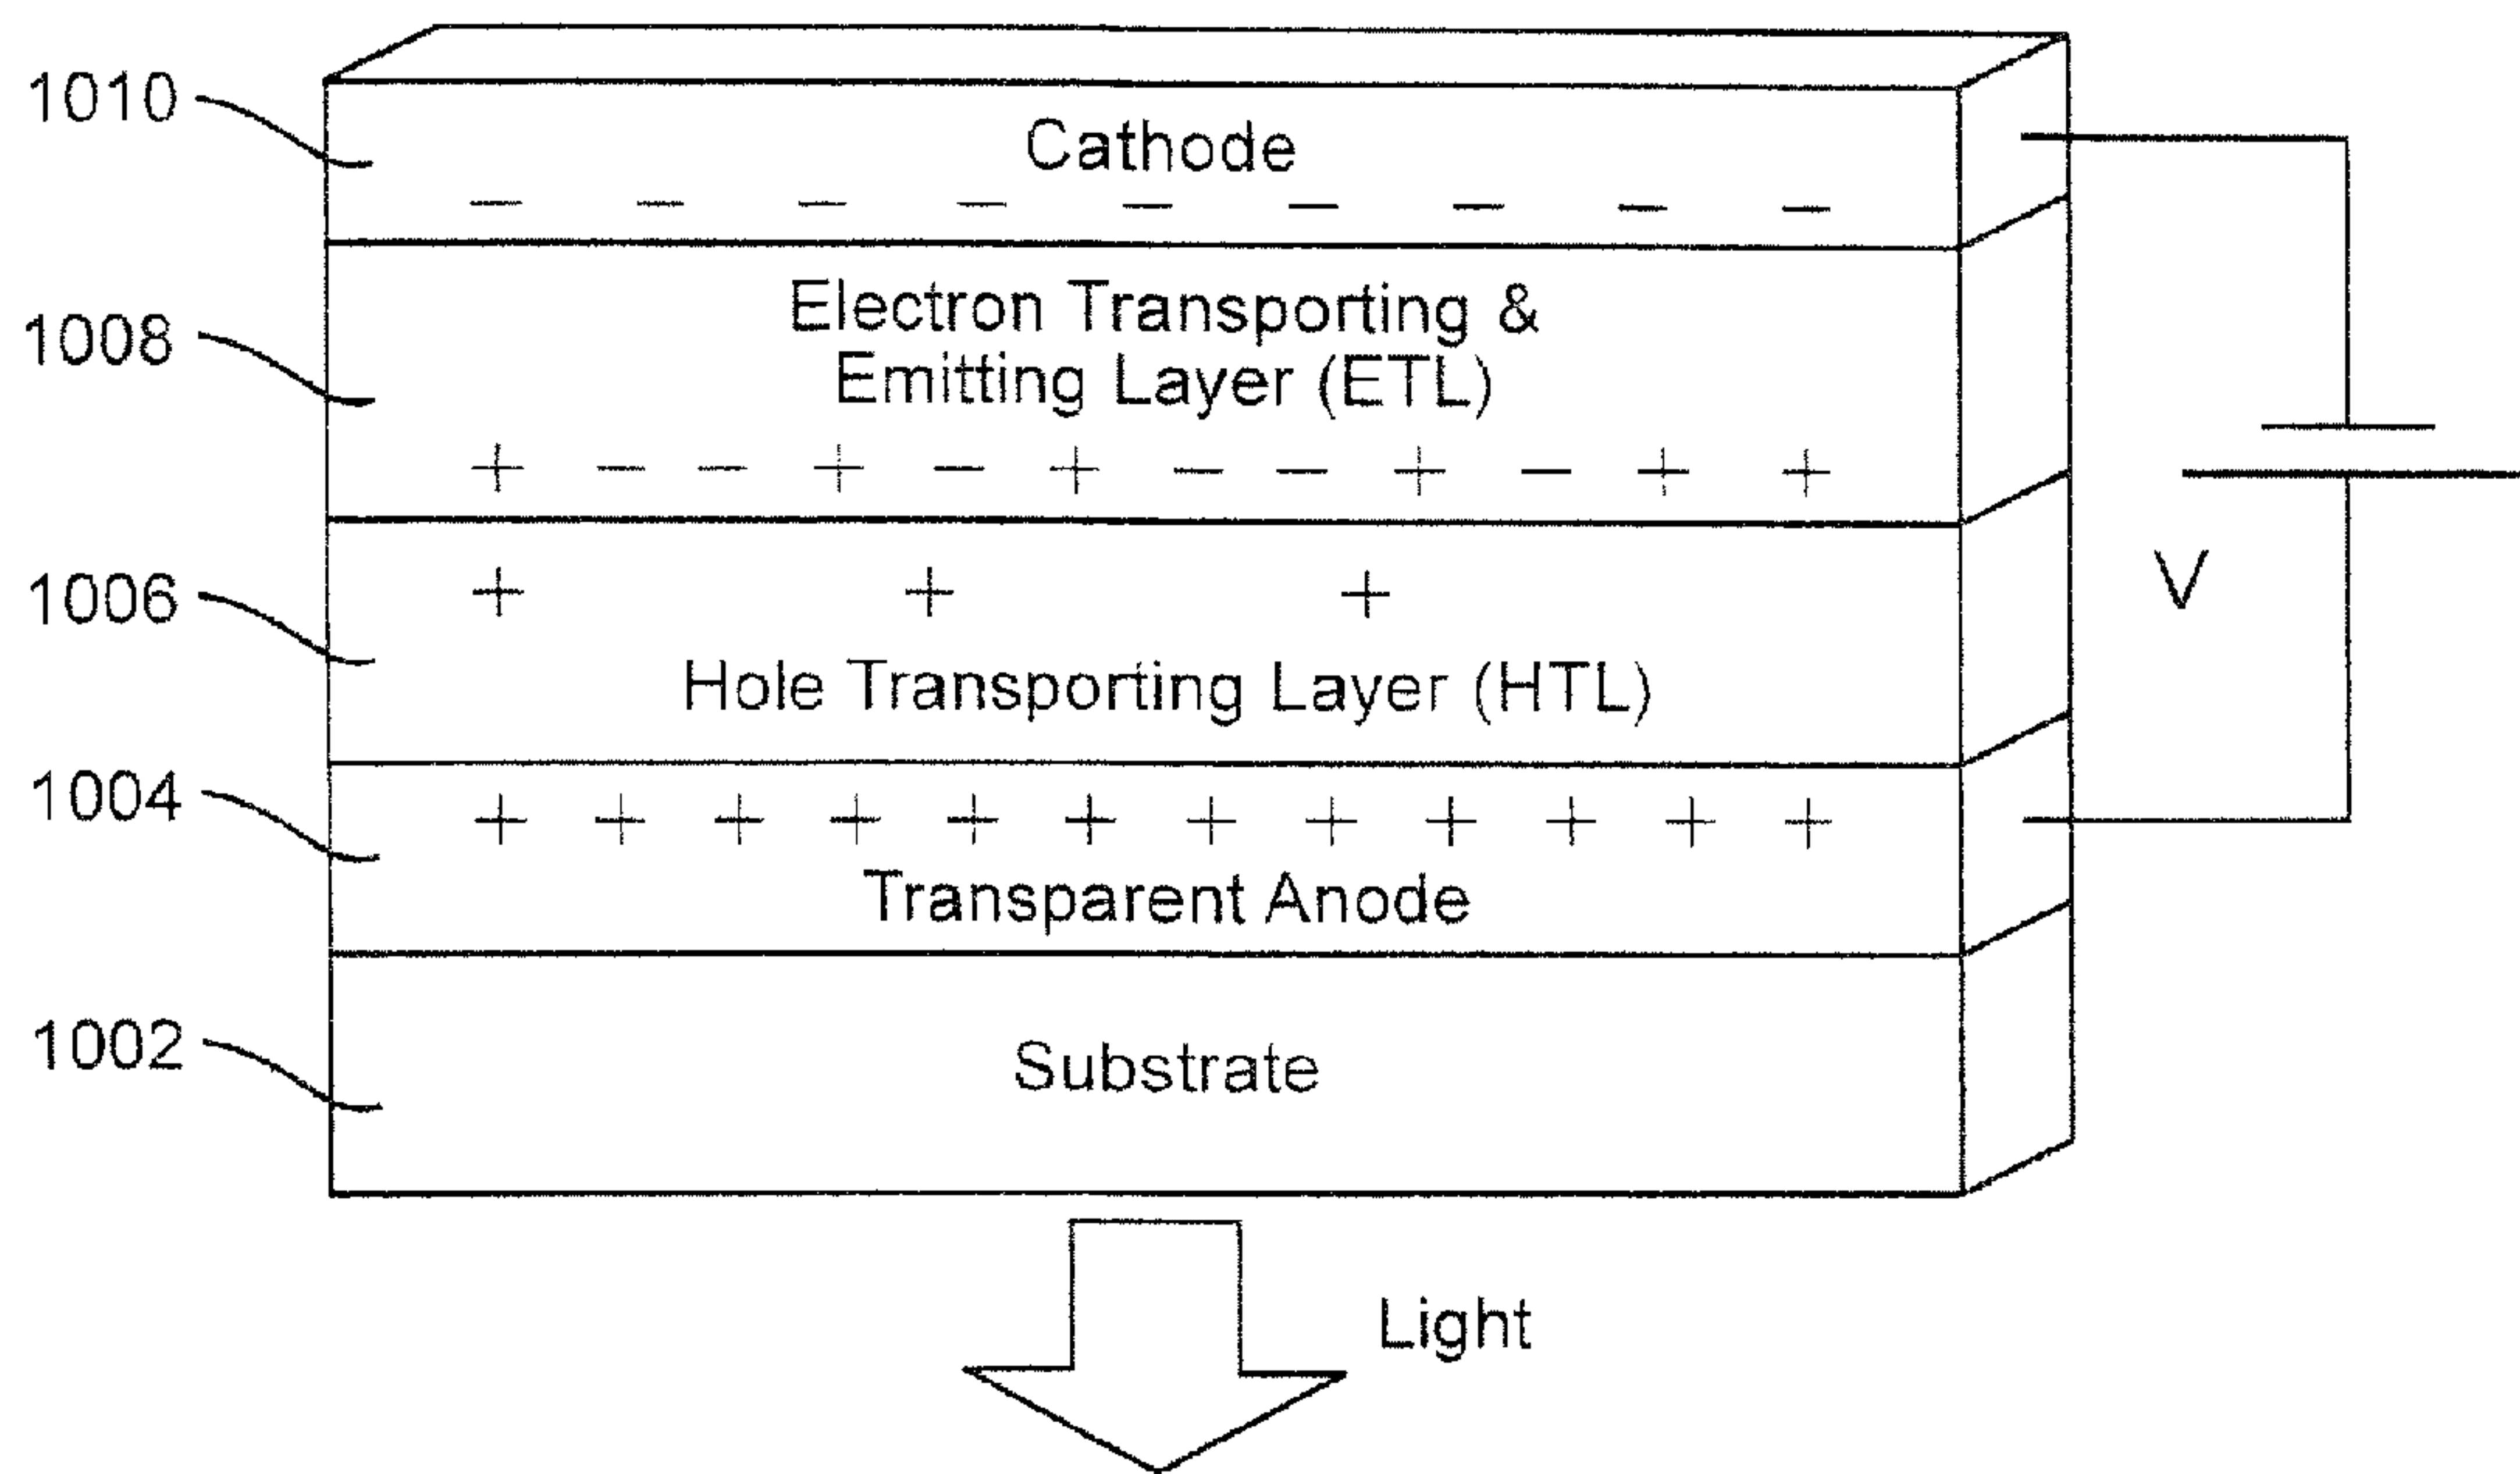 1010
Cathode
− − − − − − − − −
1008
Electron Transporting &
Emitting Layer (ETL)
+ − − + − + − − + − + +
1006
+ + +
Hole Transporting Layer (HTL)
V
1004
+ + + + + + + + + + + +
Transparent Anode
1002
Substrate
Light